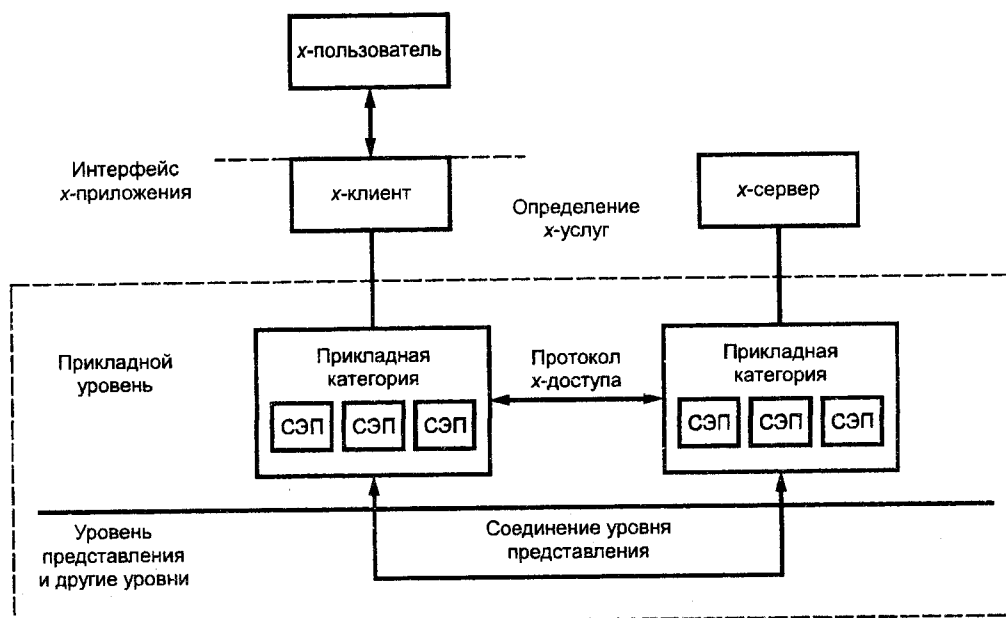 х-пользователь
Интерфейс
х-приложения
х-клиент
х-сервер
Определение
х-услуг
Прикладной
уровень
Прикладная
категория
СЭП СЭП СЭП
Протокол
х-доступа
Прикладная
категория
СЭП СЭП СЭП
Уровень
представления
и другие уровни
Соединение уровня
представления